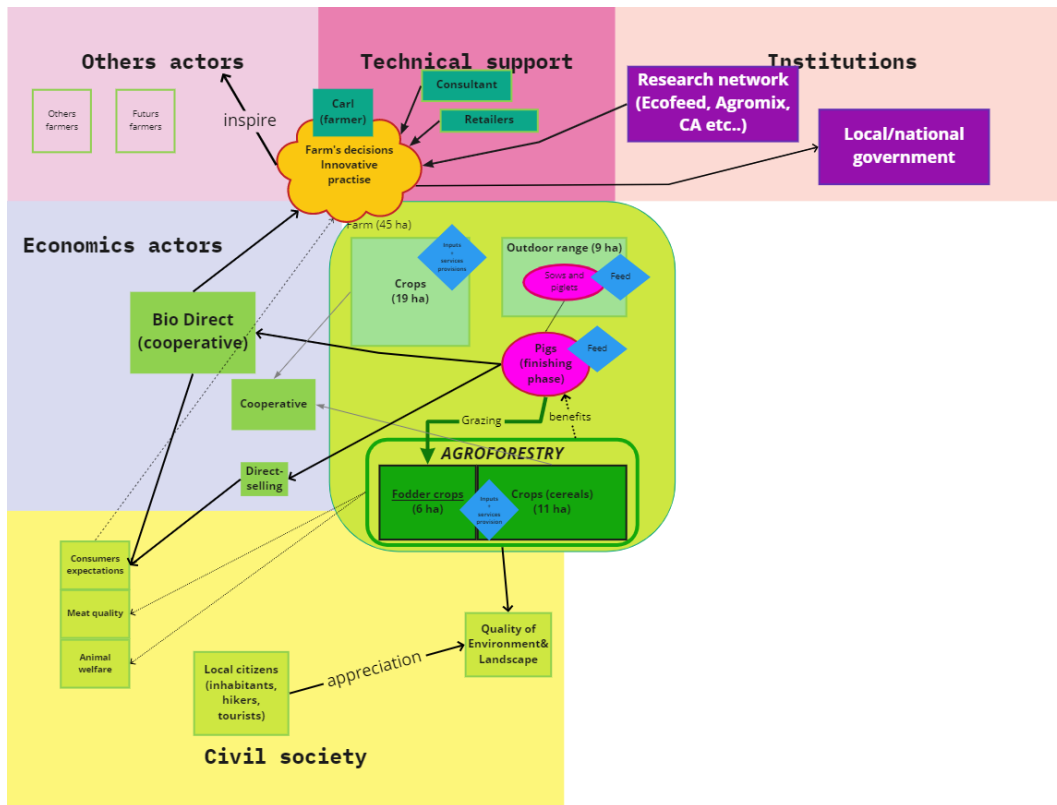 Others actors
Technical support
Institutions
Others
farmers
Futurs
farmers
inspire
Carl
(farmer)
Farm's decisions
Innovative
practise
Consultant
Retailers
Research network
(Ecofeed, Agromix,
CA etc..)
Local/national
government
Economics actors
Bio Direct
(cooperative)
Cooperative
Direct-
selling
Farm (45 ha)
Crops
(19 ha)
Inputs
+
services
provisions
Outdoor range (9 ha)
Sows and
piglets
Feed
Pigs
(finishing
phase)
Feed
Grazing
benefits
AGROFORESTRY
Fodder crops
(6 ha)
Inputs
+
services
provision
Crops (cereals)
(11 ha)
Consumers
expectations
Meat quality
Animal
welfare
Local citizens
(inhabitants,
hikers,
tourists)
appreciation
Quality of
Environment&
Landscape
Civil society